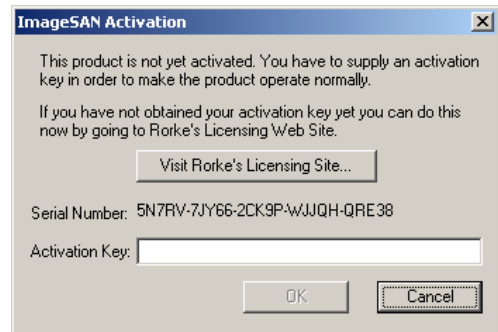 ImageSAN Activation
This product is not yet activated. You have to supply an activation
key in order to make the product operate normally.
If you have not obtained your activation key yet you can do this
now by going to Rorke's Licensing Web Site.
Visit Rorke's Licensing Site...
Serial Number: 5N7RV-7JY66-2CK9P-WJJQH-QRE38
Activation Key:
OK
Cancel